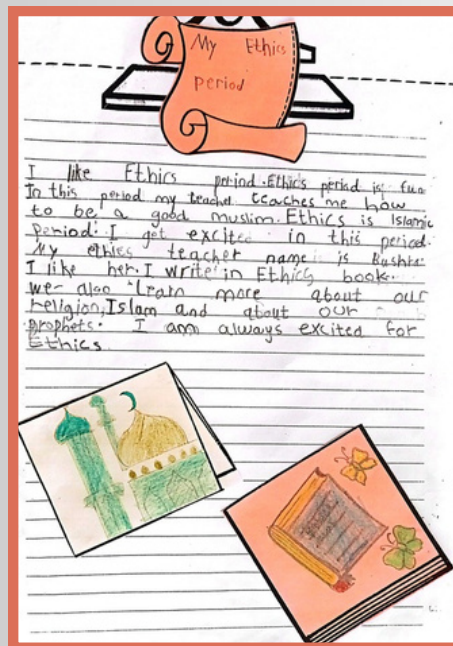 My Ethics
period
I like Ethics period. Ethics period is fun
In this period my teacher teaches me how
to be a good muslim. Ethics is Islamic
period. I get excited in this period.
My ethics teacher name is Bushra.
I like her. I write in Ethics book.
we also learn more about our
religion, Islam and about our
prophets. I am always excited for
Ethics